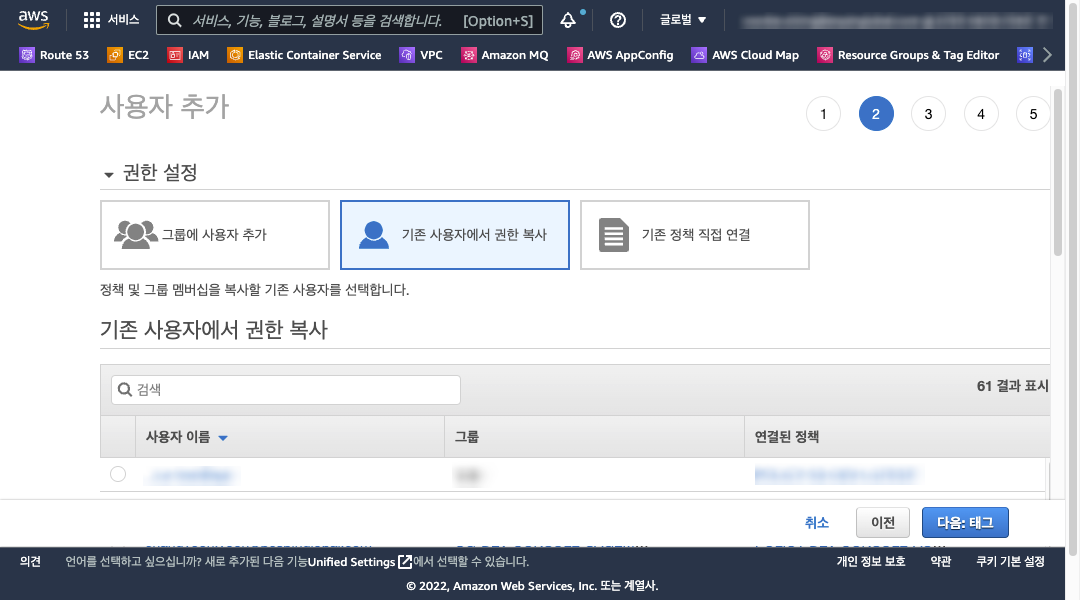 aws 서비스 서비스, 기능, 블로그, 설명서 등을 검색합니다. [Option+S] 글로벌
Route 53 EC2 IAM Elastic Container Service VPC Amazon MQ AWS AppConfig AWS Cloud Map Resource Groups & Tag Editor
사용자 추가
1 2 3 4 5
권한 설정
그룹에 사용자 추가 기존 사용자에서 권한 복사 기존 정책 직접 연결
정책 및 그룹 멤버십을 복사할 기존 사용자를 선택합니다.
기존 사용자에서 권한 복사
검색 61 결과 표시
사용자 이름 그룹 연결된 정책
취소 이전 다음: 태그
의견 언어를 선택하고 싶으십니까? 새로 추가된 다음 기능Unified Settings에서 선택할 수 있습니다. 개인 정보 보호 약관 쿠키 기본 설정
© 2022, Amazon Web Services, Inc. 또는 계열사.